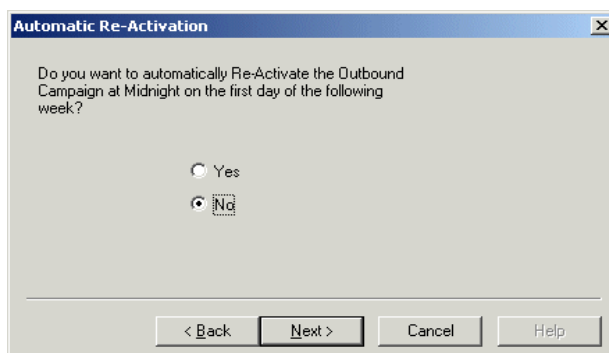 Automatic Re-Activation
Do you want to automatically Re-Activate the Outbound
Campaign at Midnight on the first day of the following
week?
Yes
No
< Back Next > Cancel Help